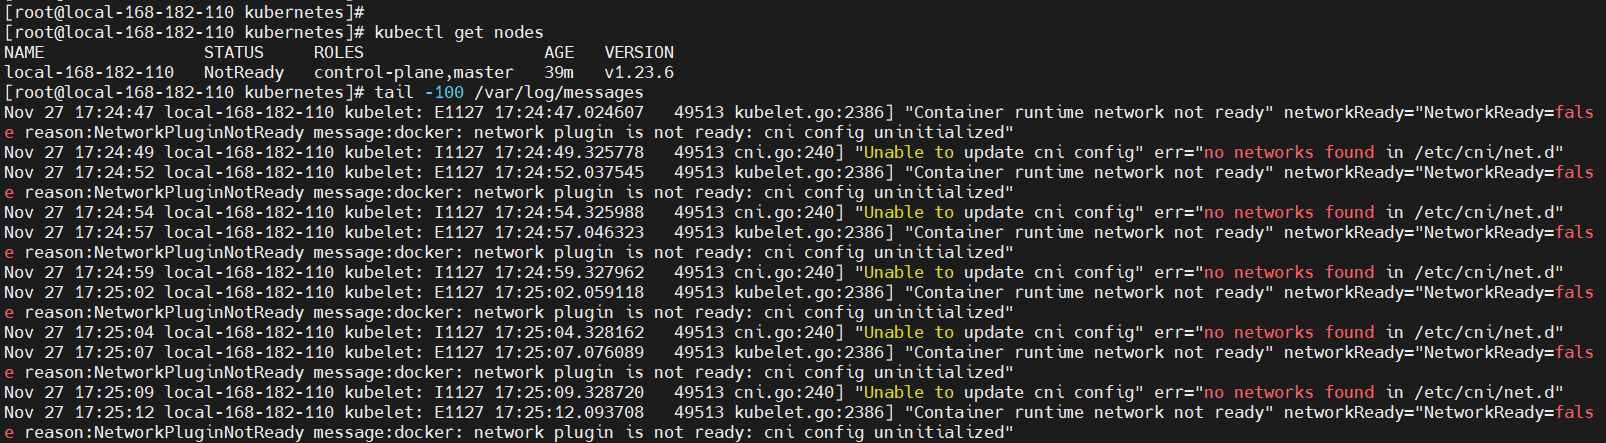 [root@local-168-182-110 kubernetes]#
[root@local-168-182-110 kubernetes]# kubectl get nodes
NAME                STATUS     ROLES                  AGE   VERSION
local-168-182-110   NotReady   control-plane,master   39m   v1.23.6
[root@local-168-182-110 kubernetes]# tail -100 /var/log/messages
Nov 27 17:24:47 local-168-182-110 kubelet: E1127 17:24:47.024607   49513 kubelet.go:2386] "Container runtime network not ready" networkReady="NetworkReady=fals
e reason:NetworkPluginNotReady message:docker: network plugin is not ready: cni config uninitialized"
Nov 27 17:24:49 local-168-182-110 kubelet: I1127 17:24:49.325778   49513 cni.go:240] "Unable to update cni config" err="no networks found in /etc/cni/net.d"
Nov 27 17:24:52 local-168-182-110 kubelet: E1127 17:24:52.037545   49513 kubelet.go:2386] "Container runtime network not ready" networkReady="NetworkReady=fals
e reason:NetworkPluginNotReady message:docker: network plugin is not ready: cni config uninitialized"
Nov 27 17:24:54 local-168-182-110 kubelet: I1127 17:24:54.325988   49513 cni.go:240] "Unable to update cni config" err="no networks found in /etc/cni/net.d"
Nov 27 17:24:57 local-168-182-110 kubelet: E1127 17:24:57.046323   49513 kubelet.go:2386] "Container runtime network not ready" networkReady="NetworkReady=fals
e reason:NetworkPluginNotReady message:docker: network plugin is not ready: cni config uninitialized"
Nov 27 17:24:59 local-168-182-110 kubelet: I1127 17:24:59.327962   49513 cni.go:240] "Unable to update cni config" err="no networks found in /etc/cni/net.d"
Nov 27 17:25:02 local-168-182-110 kubelet: E1127 17:25:02.059118   49513 kubelet.go:2386] "Container runtime network not ready" networkReady="NetworkReady=fals
e reason:NetworkPluginNotReady message:docker: network plugin is not ready: cni config uninitialized"
Nov 27 17:25:04 local-168-182-110 kubelet: I1127 17:25:04.328162   49513 cni.go:240] "Unable to update cni config" err="no networks found in /etc/cni/net.d"
Nov 27 17:25:07 local-168-182-110 kubelet: E1127 17:25:07.076089   49513 kubelet.go:2386] "Container runtime network not ready" networkReady="NetworkReady=fals
e reason:NetworkPluginNotReady message:docker: network plugin is not ready: cni config uninitialized"
Nov 27 17:25:09 local-168-182-110 kubelet: I1127 17:25:09.328720   49513 cni.go:240] "Unable to update cni config" err="no networks found in /etc/cni/net.d"
Nov 27 17:25:12 local-168-182-110 kubelet: E1127 17:25:12.093708   49513 kubelet.go:2386] "Container runtime network not ready" networkReady="NetworkReady=fals
e reason:NetworkPluginNotReady message:docker: network plugin is not ready: cni config uninitialized"